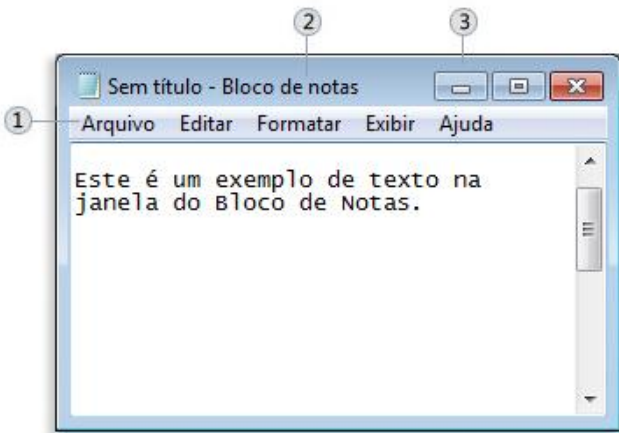 2 3
Sem título - Bloco de notas
1 Arquivo Editar Formatar Exibir Ajuda
Este é um exemplo de texto na
janela do Bloco de Notas.